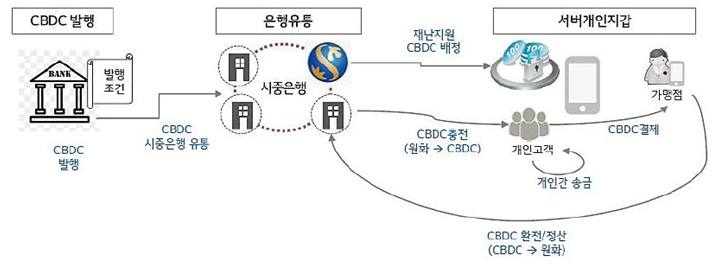 CBDC 발행
은행유통
서버개인지갑
BANK
발행
조건
CBDC
발행
CBDC
시중은행 유통
시중은행
재난지원
CBDC 배정
100
100
가맹점
CBDC충전
(원화 → CBDC)
개인고객
CBDC결제
개인간 송금
CBDC 환전/정산
(CBDC → 원화)